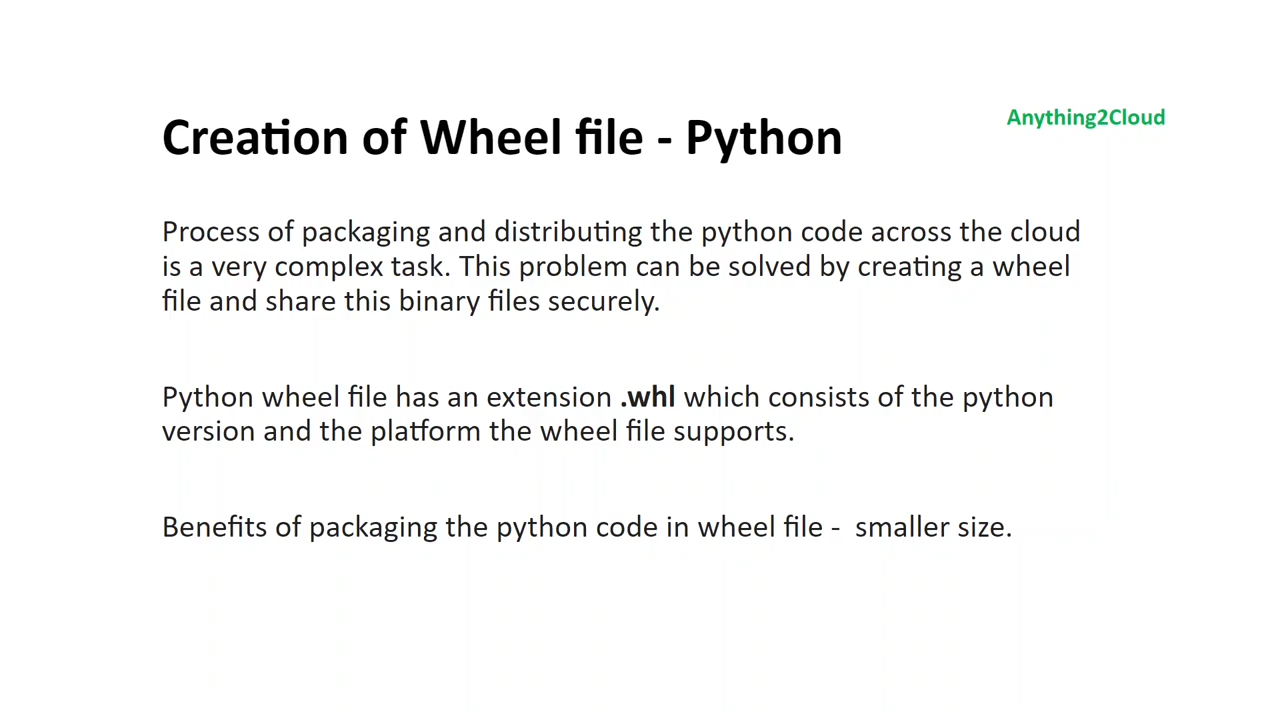 Creation of Wheel file - Python
Anything2Cloud
Process of packaging and distributing the python code across the cloud
is a very complex task. This problem can be solved by creating a wheel
file and share this binary files securely.
Python wheel file has an extension .whl which consists of the python
version and the platform the wheel file supports.
Benefits of packaging the python code in wheel file -  smaller size.